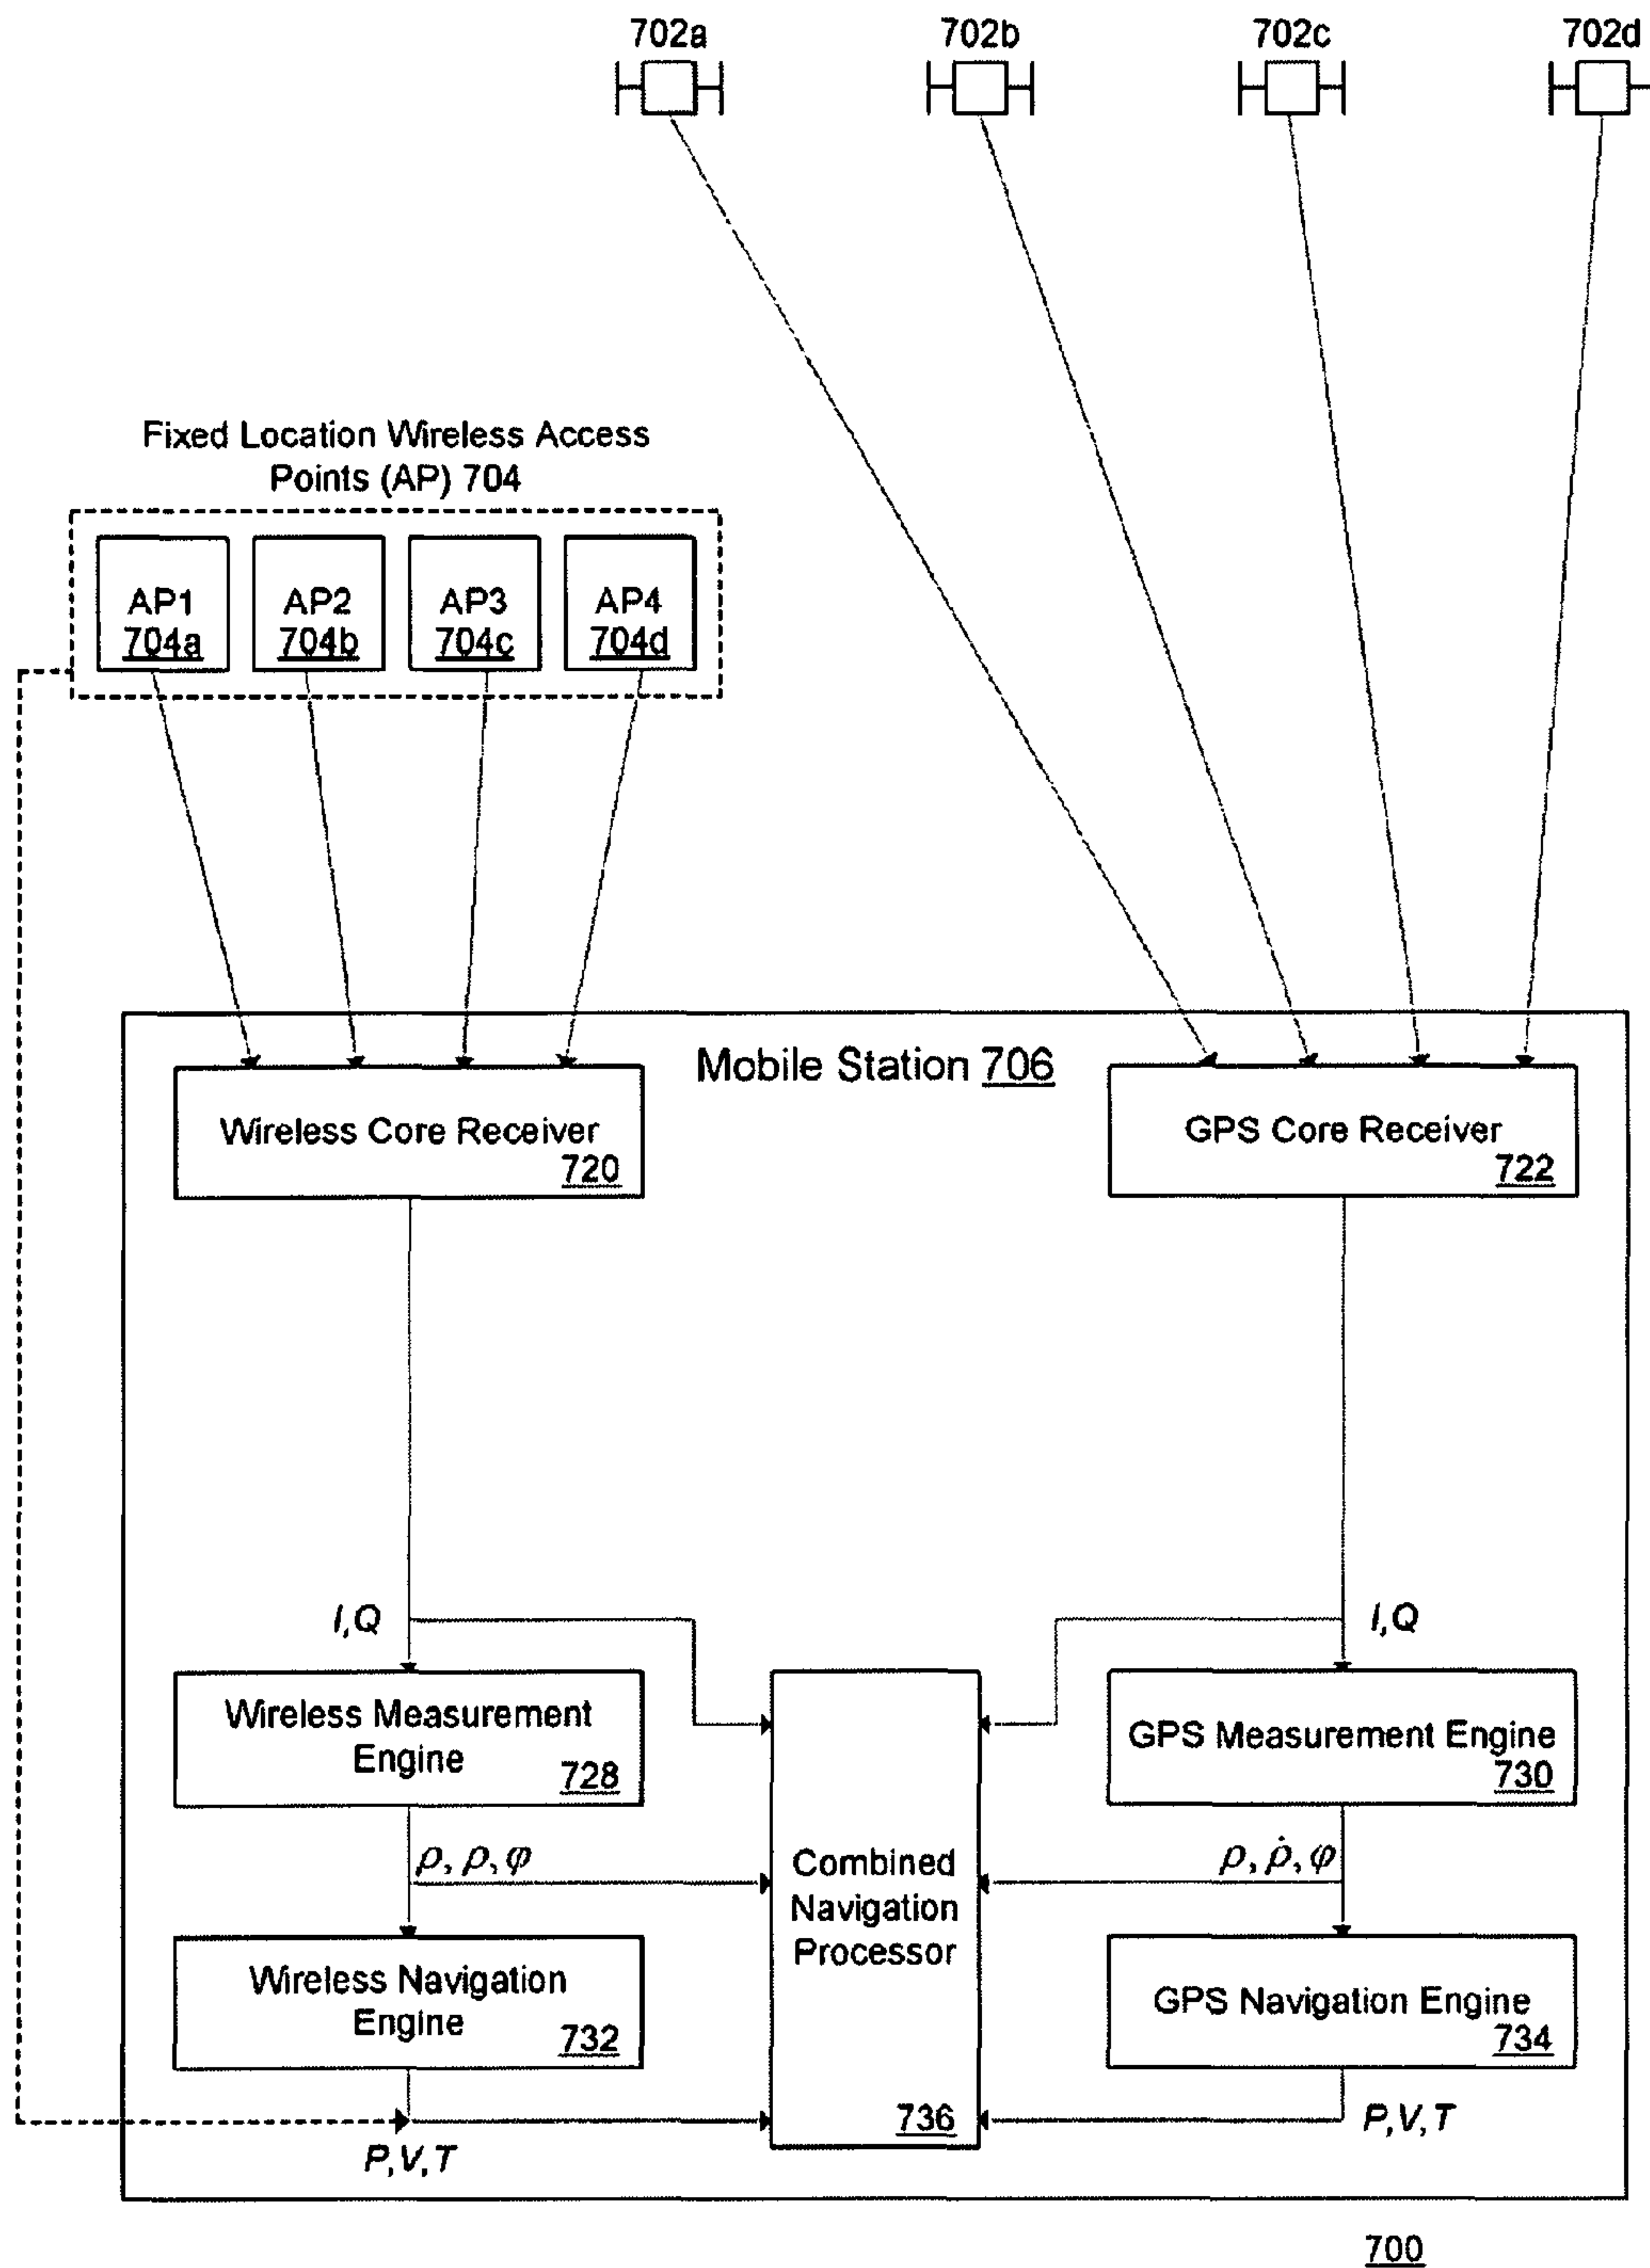 702a 702b 702c 702d
Fixed Location Wireless Access
Points (AP) 704
AP1 AP2 AP3 AP4
704a 704b 704c 704d
Mobile Station 706
Wireless Core Receiver
720
GPS Core Receiver
722
I,Q
I,Q
Wireless Measurement
Engine
728
GPS Measurement Engine
730
ρ, ρ, φ
ρ, ρ̇, φ
Combined
Navigation
Processor
736
Wireless Navigation
Engine
732
GPS Navigation Engine
734
P,V,T
P,V,T
700